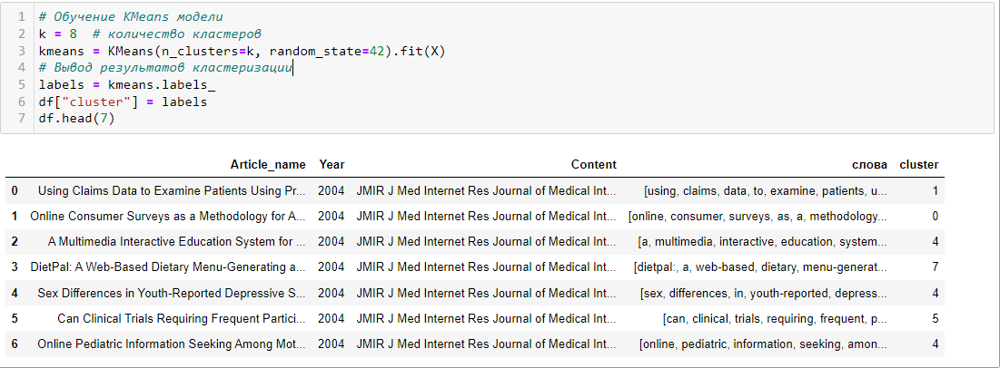 1 # Обучение KMeans модели
2 k = 8 # количество кластеров
3 kmeans = KMeans(n_clusters=k, random_state=42).fit(X)
4 # Вывод результатов кластеризации
5 labels = kmeans.labels_
6 df["cluster"] = labels
7 df.head(7)
Article_name Year Content слова cluster
0 Using Claims Data to Examine Patients Using Pr... 2004 JMIR J Med Internet Res Journal of Medical Int... [using, claims, data, to, examine, patients, u... 1
1 Online Consumer Surveys as a Methodology for A... 2004 JMIR J Med Internet Res Journal of Medical Int... [online, consumer, surveys, as, a, methodology... 0
2 A Multimedia Interactive Education System for ... 2004 JMIR J Med Internet Res Journal of Medical Int... [a, multimedia, interactive, education, system... 4
3 DietPal: A Web-Based Dietary Menu-Generating a... 2004 JMIR J Med Internet Res Journal of Medical Int... [dietpal:, a, web-based, dietary, menu-generat... 7
4 Sex Differences in Youth-Reported Depressive S... 2004 JMIR J Med Internet Res Journal of Medical Int... [sex, differences, in, youth-reported, depress... 4
5 Can Clinical Trials Requiring Frequent Partici... 2004 JMIR J Med Internet Res Journal of Medical Int... [can, clinical, trials, requiring, frequent, p... 5
6 Online Pediatric Information Seeking Among Mot... 2004 JMIR J Med Internet Res Journal of Medical Int... [online, pediatric, information, seeking, amon... 4